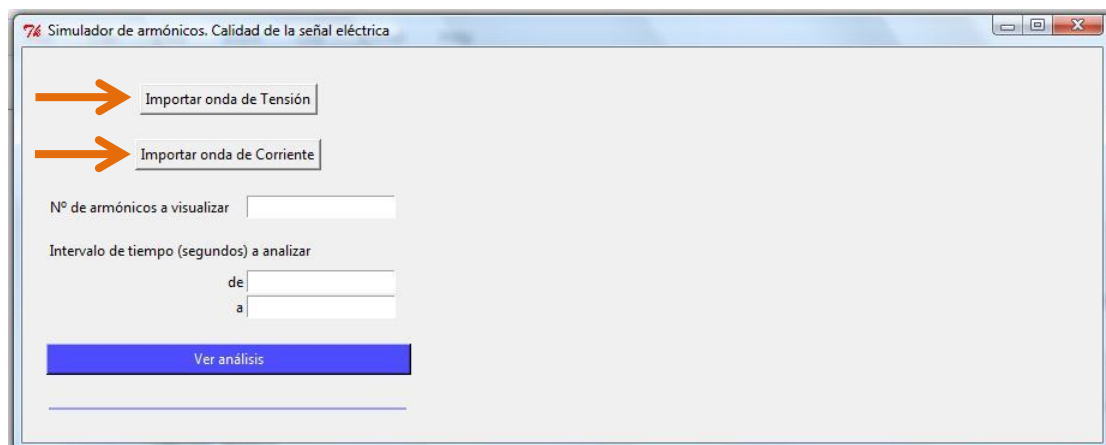 Simulador de armónicos. Calidad de la señal eléctrica
Importar onda de Tensión
Importar onda de Corriente
Nº de armónicos a visualizar
Intervalo de tiempo (segundos) a analizar
de
a
Ver análisis